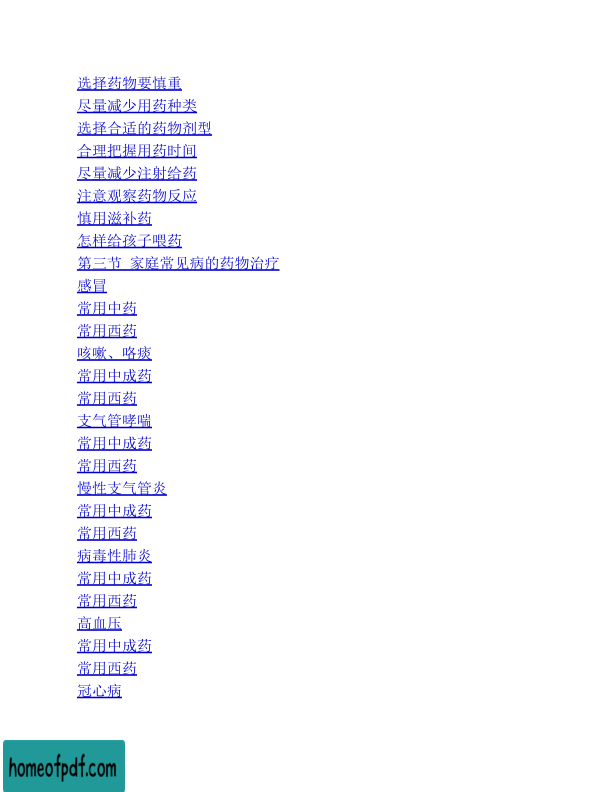 选择药物要慎重
尽量减少用药种类
选择合适的药物剂型
合理把握用药时间
尽量减少注射给药
注意观察药物反应
慎用滋补药
怎样给孩子喂药
第三节 家庭常见病的药物治疗
感冒
常用中药
常用西药
咳嗽、咯痰
常用中成药
常用西药
支气管哮喘
常用中成药
常用西药
慢性支气管炎
常用中成药
常用西药
病毒性肺炎
常用中成药
常用西药
高血压
常用中成药
常用西药
冠心病
homeofpdf.com